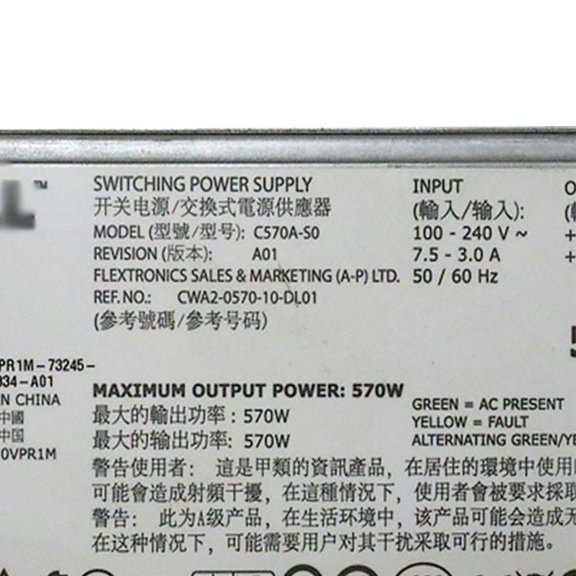 ™
SWITCHING POWER SUPPLY
开关电源/交換式電源供應器
MODEL (型號/型号): C570A-S0
REVISION (版本): A01
FLEXTRONICS SALES & MARKETING (A-P) LTD.
REF. NO.: CWA2-0570-10-DL01
(參考號碼/參考号码)
INPUT
(輸入/输入):
100 - 240 V ~
7.5 - 3.0 A
50 / 60 Hz
PR1M-73245-
334-A01
N CHINA
中國
中国
0VPR1M
MAXIMUM OUTPUT POWER: 570W
最大的輸出功率: 570W
最大的输出功率: 570W
GREEN = AC PRESENT
YELLOW = FAULT
ALTERNATING GREEN/YE
警告使用者: 這是甲類的資訊產品，在居住的環境中使用
可能會造成射頻干擾，在這種情況下，使用者會被要求採取
警告: 此为A级产品，在生活环境中，该产品可能会造成无
在这种情况下，可能需要用户对其干扰采取可行的措施。